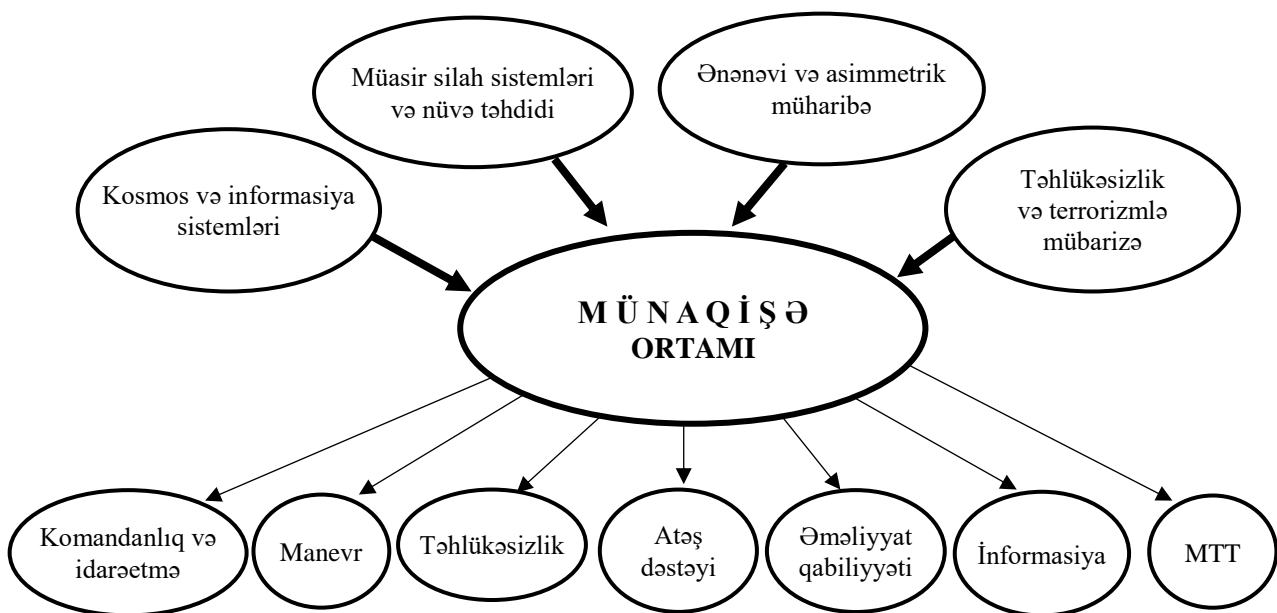 Müasir silah sistemləri
və nüvə təhdidi
Ənənəvi və asimmetrik
müharibə
Kosmos və informasiya
sistemləri
Təhlükəsizlik
və terrorizmlə
mübarizə
M Ü N A Q İ Ş Ə
ORTAMI
Komandanlıq və
idarəetmə
Manevr
Təhlükəsizlik
Atəş
dəstəyi
Əməliyyat
qabiliyyəti
İnformasiya
MTT